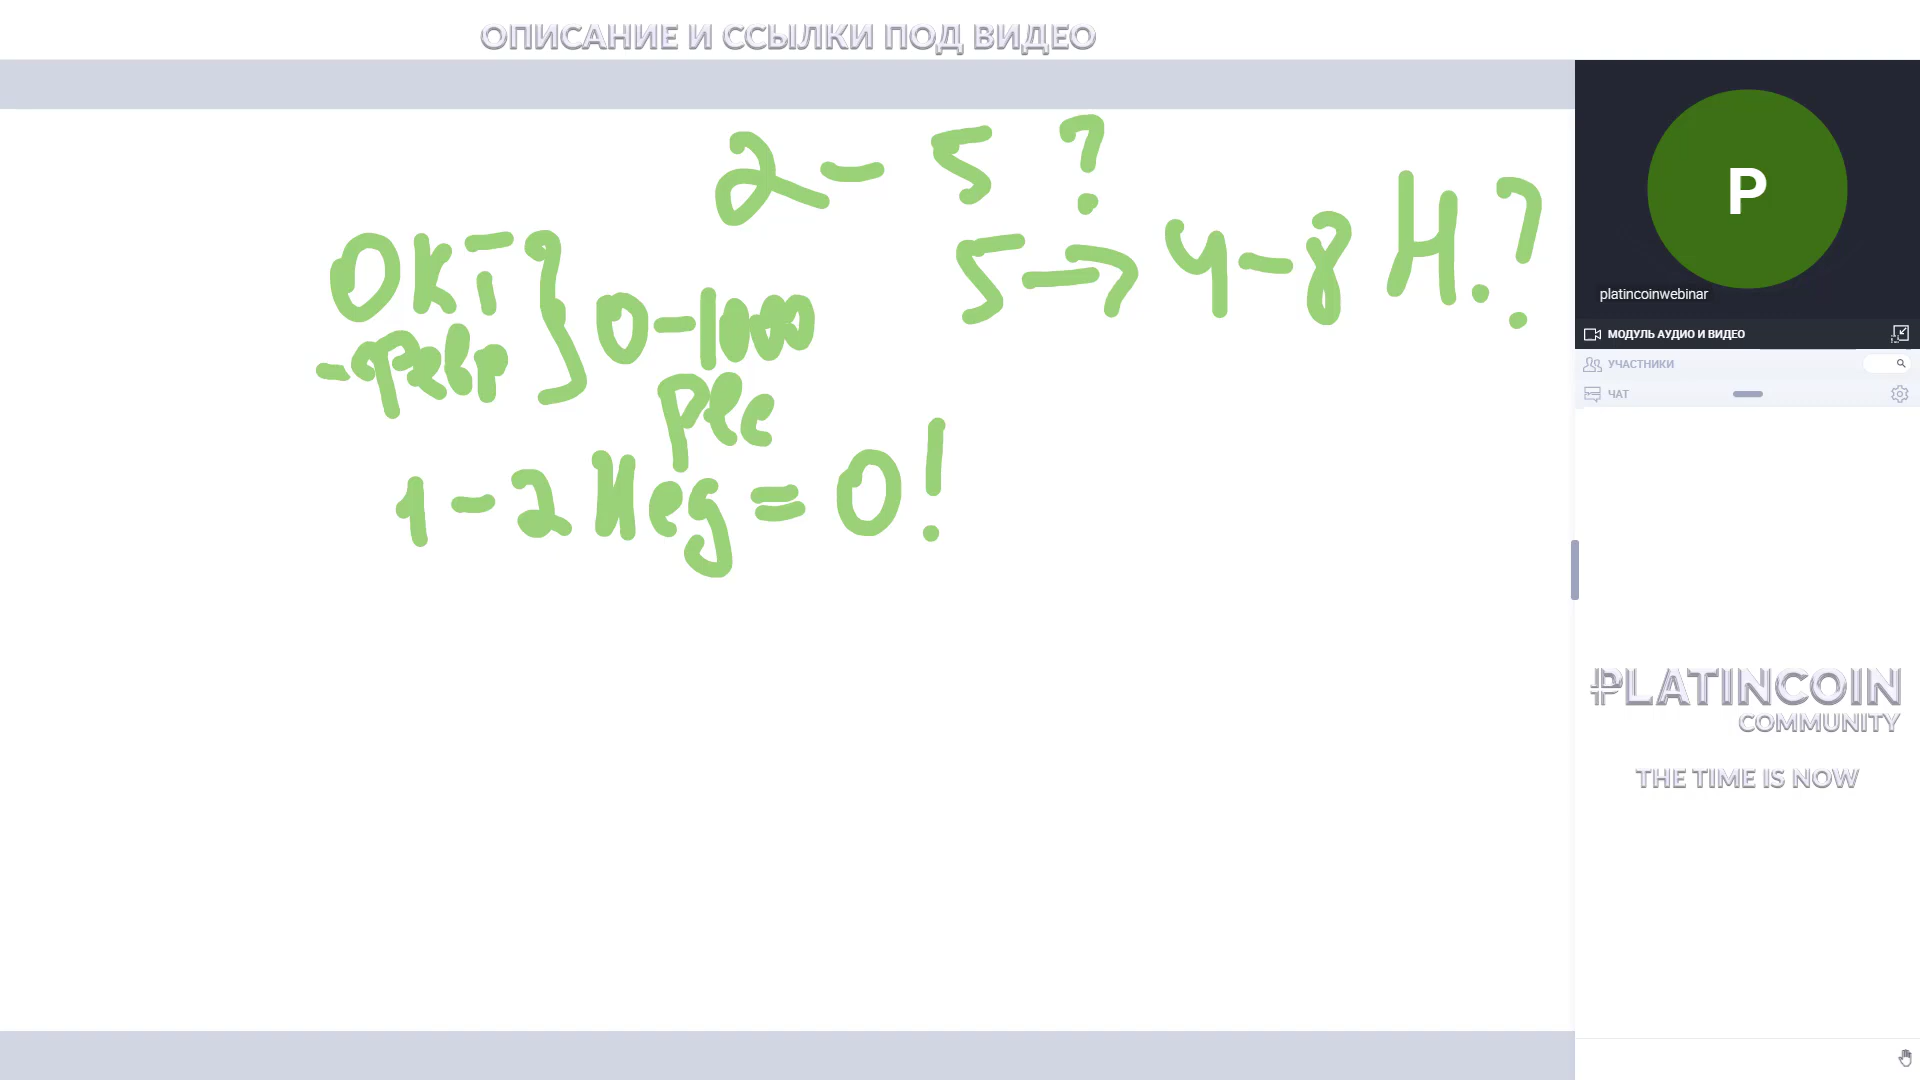 ОПИСАНИЕ И ССЫЛКИ ПОД ВИДЕО
2 – 5 ?
5 → 4 – 8 Н. ?
ОКТ
- февр } 0 – 1000
рес
1 – 2 Нед = 0!
P
platincoinwebinar
МОДУЛЬ АУДИО И ВИДЕО
УЧАСТНИКИ
ЧАТ
PLATINCOIN
COMMUNITY
THE TIME IS NOW